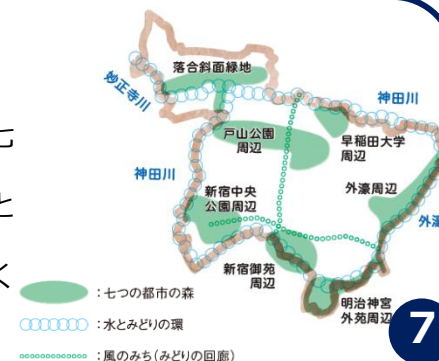 落合斜面緑地
妙正寺川
神田川
戸山公園
周辺
早稲田大学
周辺
神田川
新宿中央
公園周辺
外濠周辺
外濠
新宿御苑
周辺
明治神宮
外苑周辺
七
と
く
:七つの都市の森
:水とみどりの環
:風のみち(みどりの回廊)
7